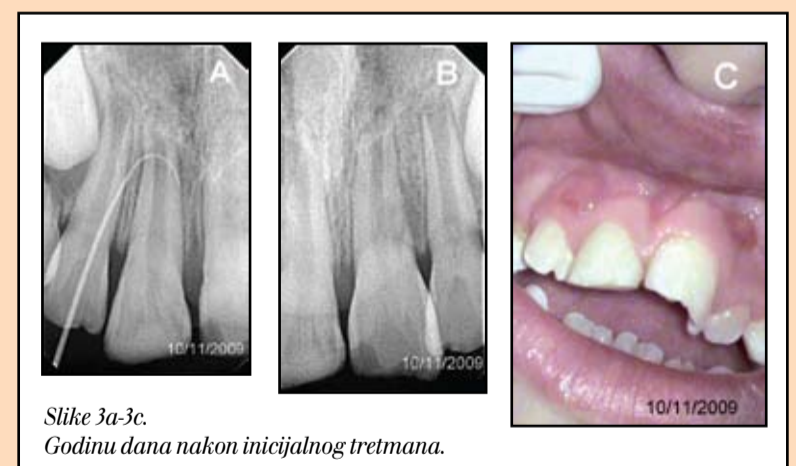 A
B
C
10/11/2009
10/11/2009
10/11/2009
Slike 3a-3c.
Godinu dana nakon inicijalnog tretmana.